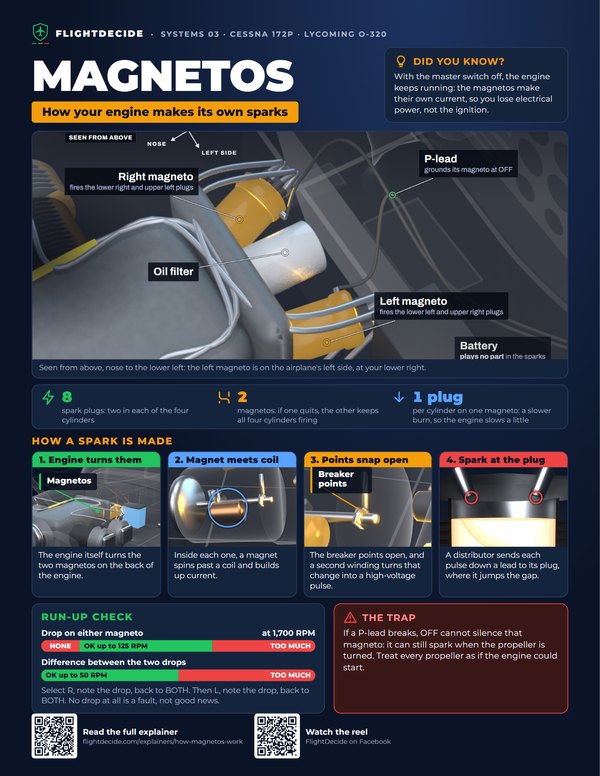 FLIGHTDECIDE · SYSTEMS 03 · CESSNA 172P · LYCOMING O-320
MAGNETOS
How your engine makes its own sparks
DID YOU KNOW?
With the master switch off, the engine
keeps running: the magnetos make
their own current, so you lose electrical
power, not the ignition.
SEEN FROM ABOVE
NOSE
LEFT SIDE
P-lead
grounds its magneto at OFF
Right magneto
fires the lower right and upper left plugs
Oil filter
Left magneto
fires the lower left and upper right plugs
Battery
plays no part in the sparks
Seen from above, nose to the lower left: the left magneto is on the airplane's left side, at your lower right.
8
spark plugs: two in each of the four
cylinders
2
magnetos: if one quits, the other keeps
all four cylinders firing
1 plug
per cylinder on one magneto: a slower
burn, so the engine slows a little
HOW A SPARK IS MADE
1. Engine turns them
Magnetos
The engine itself turns the
two magnetos on the back of
the engine.
2. Magnet meets coil
Inside each one, a magnet
spins past a coil and builds
up current.
3. Points snap open
Breaker
points
The breaker points open, and
a second winding turns that
change into a high-voltage
pulse.
4. Spark at the plug
A distributor sends each
pulse down a lead to its plug,
where it jumps the gap.
RUN-UP CHECK
Drop on either magneto at 1,700 RPM
NONE OK up to 125 RPM TOO MUCH
Difference between the two drops
OK up to 50 RPM TOO MUCH
Select R, note the drop, back to BOTH. Then L, note the drop, back to
BOTH. No drop at all is a fault, not good news.
THE TRAP
If a P-lead breaks, OFF cannot silence that
magneto: it can still spark when the propeller is
turned. Treat every propeller as if the engine could
start.
Read the full explainer
flightdecide.com/explainers/how-magnetos-work
Watch the reel
FlightDecide on Facebook